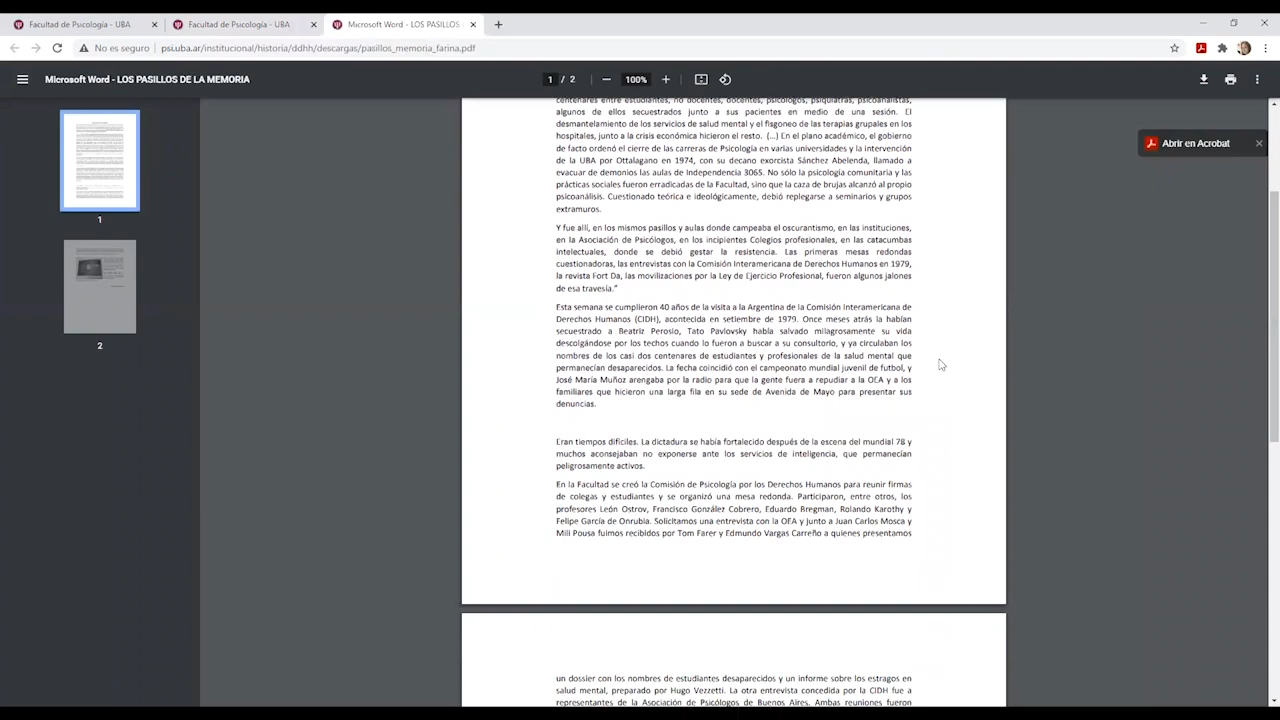 Facultad de Psicología - UBA
Facultad de Psicología - UBA
Microsoft Word - LOS PASILLOS
No es seguro
psi.uba.ar/institucional/historia/ddhh/descargas/pasillos_memoria_farina.pdf
Microsoft Word - LOS PASILLOS DE LA MEMORIA
1 / 2
100%
Abrir en Acrobat
1
2
centenares entre estudiantes, no docentes, docentes, psicólogos, psiquiatras, psicoanalistas,
algunos de ellos secuestrados junto a sus pacientes en medio de una sesión. El
desmantelamiento de los servicios de salud mental y el fisgoneo de las terapias grupales en los
hospitales, junto a la crisis económica hicieron el resto. (...) En el plano académico, el gobierno
de facto ordenó el cierre de las carreras de Psicología en varias universidades y la intervención
de la UBA por Ottalagano en 1974, con su decano exorcista Sánchez Abelenda, llamado a
evacuar de demonios las aulas de Independencia 3065. No sólo la psicología comunitaria y las
prácticas sociales fueron erradicadas de la Facultad, sino que la caza de brujas alcanzó al propio
psicoanálisis. Cuestionado teórica e ideológicamente, debió replegarse a seminarios y grupos
extramuros.
Y fue allí, en los mismos pasillos y aulas donde campeaba el oscurantismo, en las instituciones,
en la Asociación de Psicólogos, en los incipientes Colegios profesionales, en las catacumbas
intelectuales, donde se debió gestar la resistencia. Las primeras mesas redondas
cuestionadoras, las entrevistas con la Comisión Interamericana de Derechos Humanos en 1979,
la revista Fort Da, las movilizaciones por la Ley de Ejercicio Profesional, fueron algunos jalones
de esa travesía."
Esta semana se cumplieron 40 años de la visita a la Argentina de la Comisión Interamericana de
Derechos Humanos (CIDH), acontecida en setiembre de 1979. Once meses atrás la habían
secuestrado a Beatriz Perosio, Tato Pavlovsky había salvado milagrosamente su vida
descolgándose por los techos cuando lo fueron a buscar a su consultorio, y ya circulaban los
nombres de los casi dos centenares de estudiantes y profesionales de la salud mental que
permanecían desaparecidos. La fecha coincidió con el campeonato mundial juvenil de futbol, y
José María Muñoz arengaba por la radio para que la gente fuera a repudiar a la OEA y a los
familiares que hicieron una larga fila en su sede de Avenida de Mayo para presentar sus
denuncias.
Eran tiempos difíciles. La dictadura se había fortalecido después de la escena del mundial 78 y
muchos aconsejaban no exponerse ante los servicios de inteligencia, que permanecían
peligrosamente activos.
En la Facultad se creó la Comisión de Psicología por los Derechos Humanos para reunir firmas
de colegas y estudiantes y se organizó una mesa redonda. Participaron, entre otros, los
profesores León Ostrov, Francisco González Cobrero, Eduardo Bregman, Rolando Karothy y
Felipe García de Onrubia. Solicitamos una entrevista con la OEA y junto a Juan Carlos Mosca y
Mili Pousa fuimos recibidos por Tom Farer y Edmundo Vargas Carreño a quienes presentamos
un dossier con los nombres de estudiantes desaparecidos y un informe sobre los estragos en
salud mental, preparado por Hugo Vezzetti. La otra entrevista concedida por la CIDH fue a
representantes de la Asociación de Psicólogos de Buenos Aires. Ambas reuniones fueron